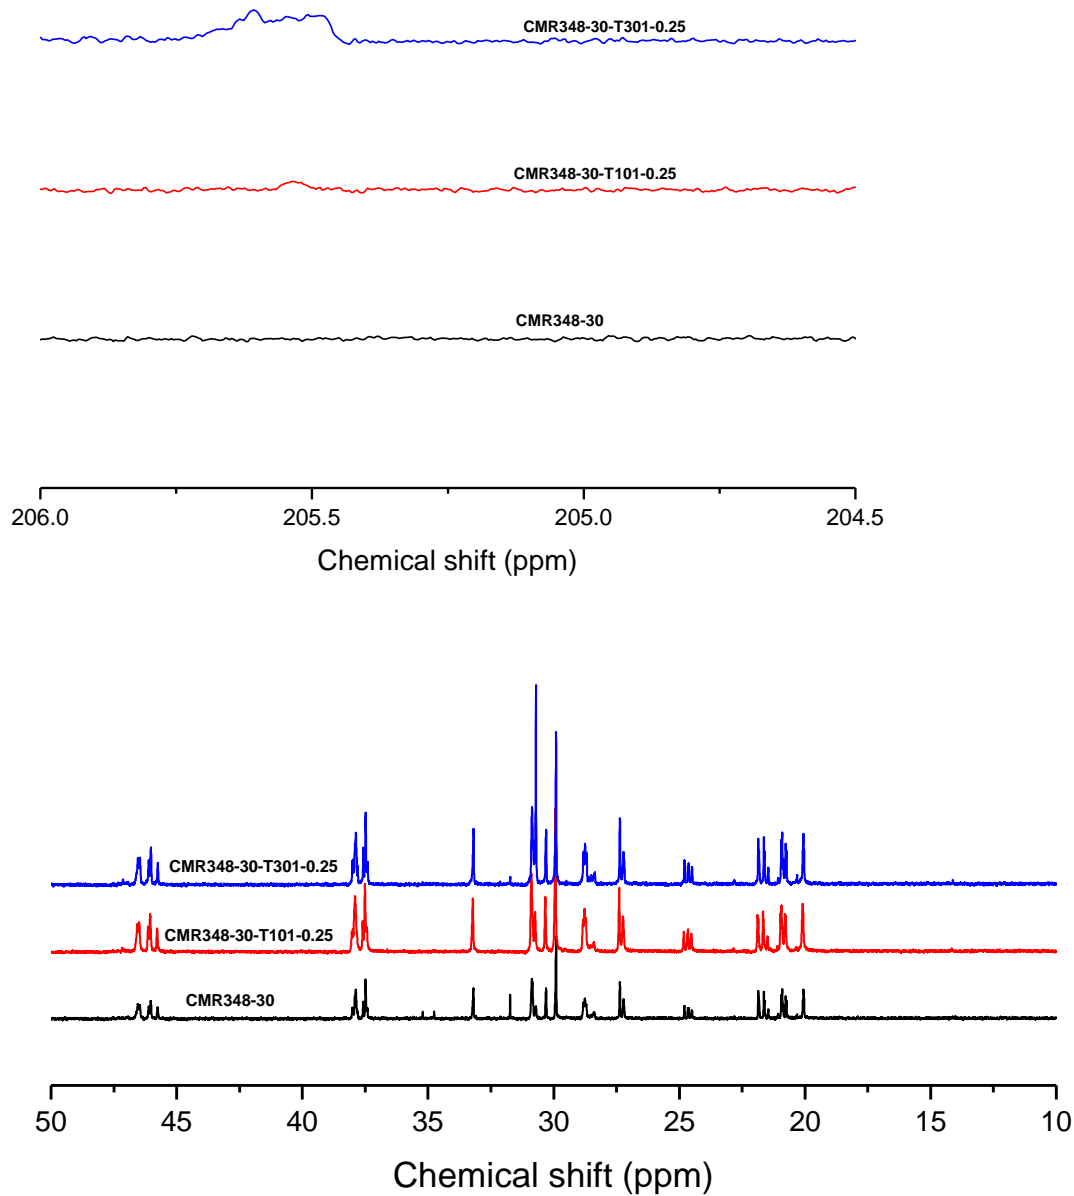 CMR348-30-T301-0.25
CMR348-30-T101-0.25
CMR348-30
206.0 205.5 205.0 204.5
Chemical shift (ppm)
CMR348-30-T301-0.25
CMR348-30-T101-0.25
CMR348-30
50 45 40 35 30 25 20 15 10
Chemical shift (ppm)